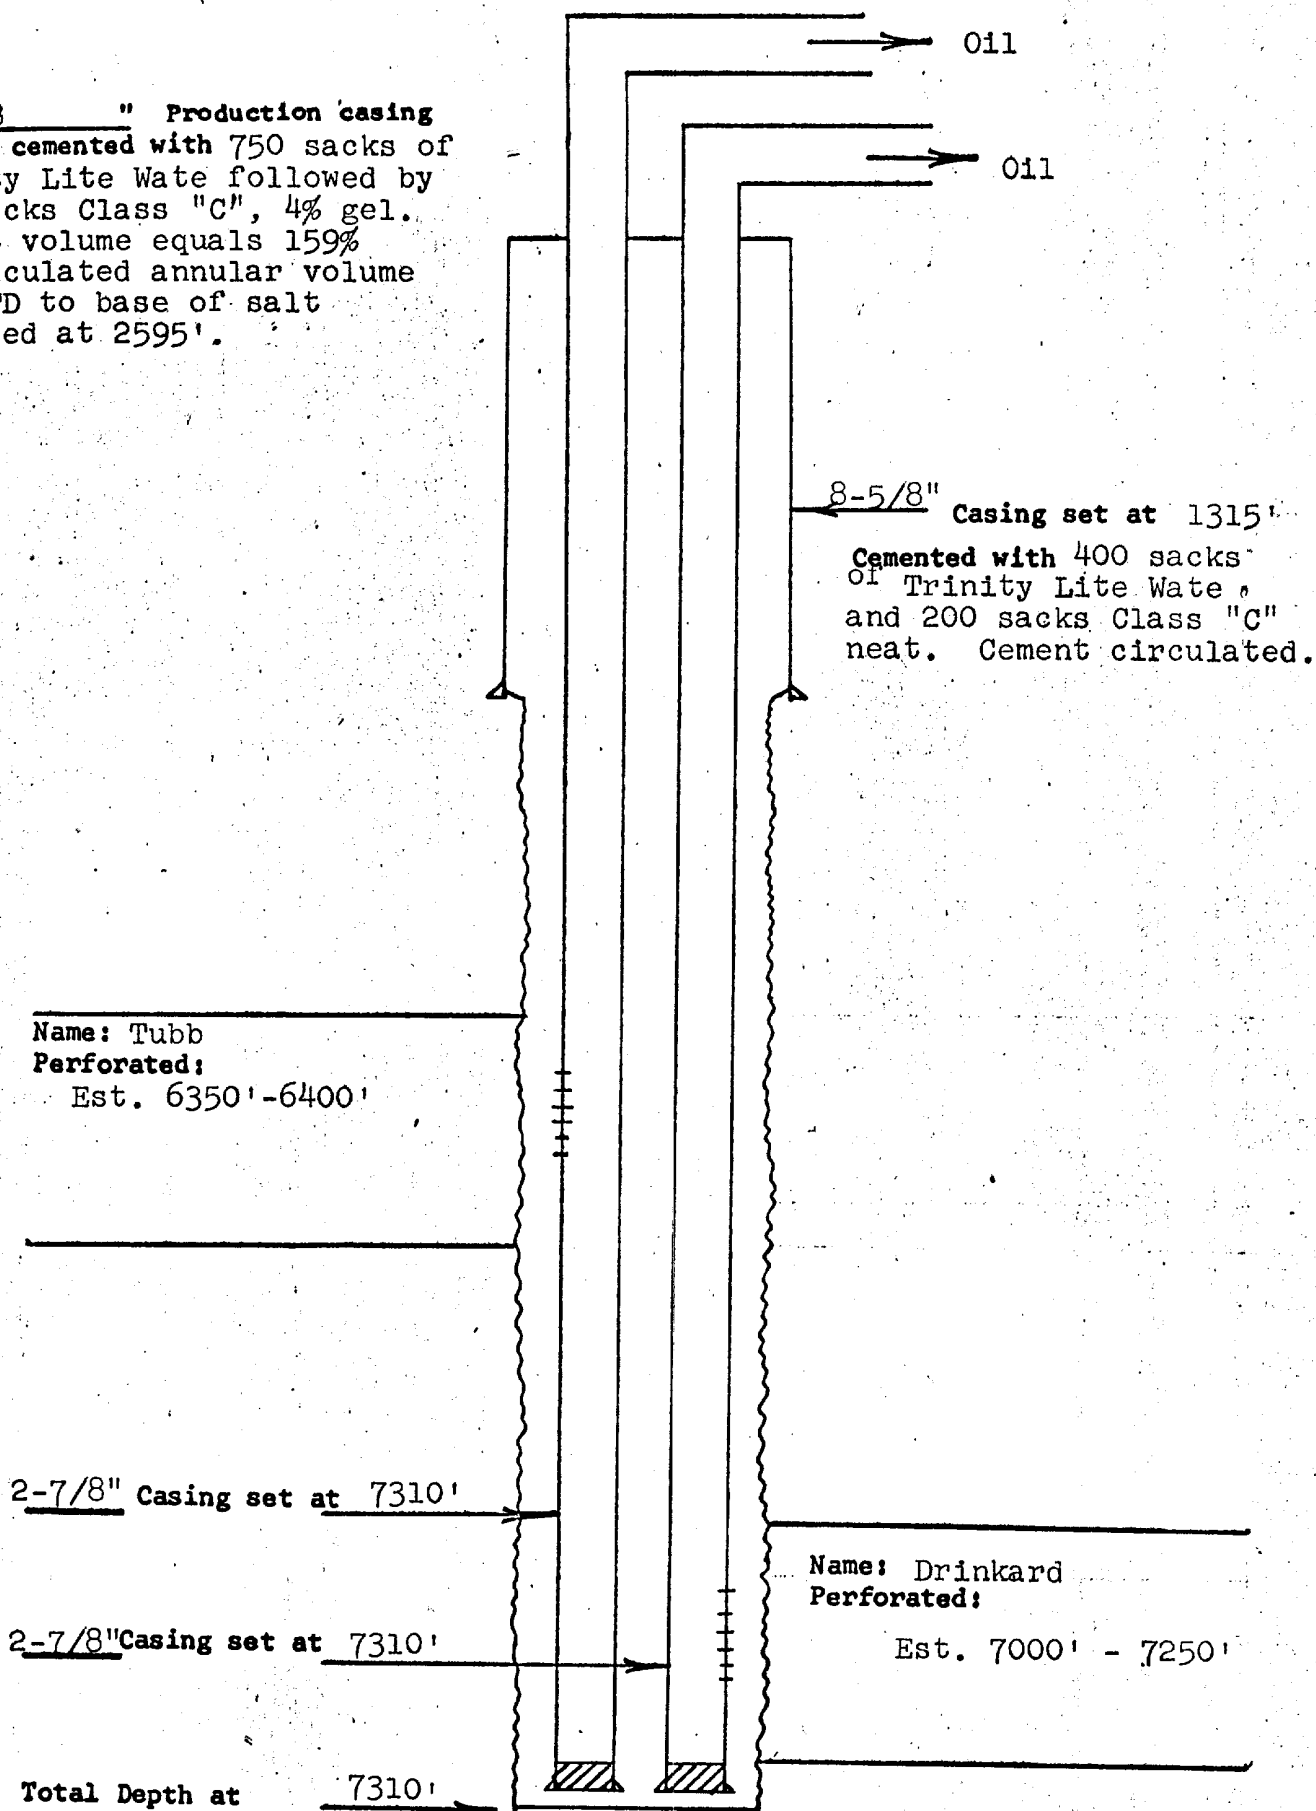 Oil
" Production casing
cemented with 750 sacks of
Lite Wate followed by
Class "C", 4% gel.
volume equals 159%
annular volume
to base of salt
at 2595'.
Oil
8-5/8" Casing set at 1315'
Cemented with 400 sacks
of Trinity Lite Wate
and 200 sacks Class "C"
neat. Cement circulated.
Name: Tubb
Perforated:
Est. 6350'-6400'
2-7/8" Casing set at 7310'
Name: Drinkard
Perforated:
Est. 7000' - 7250'
2-7/8" Casing set at 7310'
Total Depth at 7310'